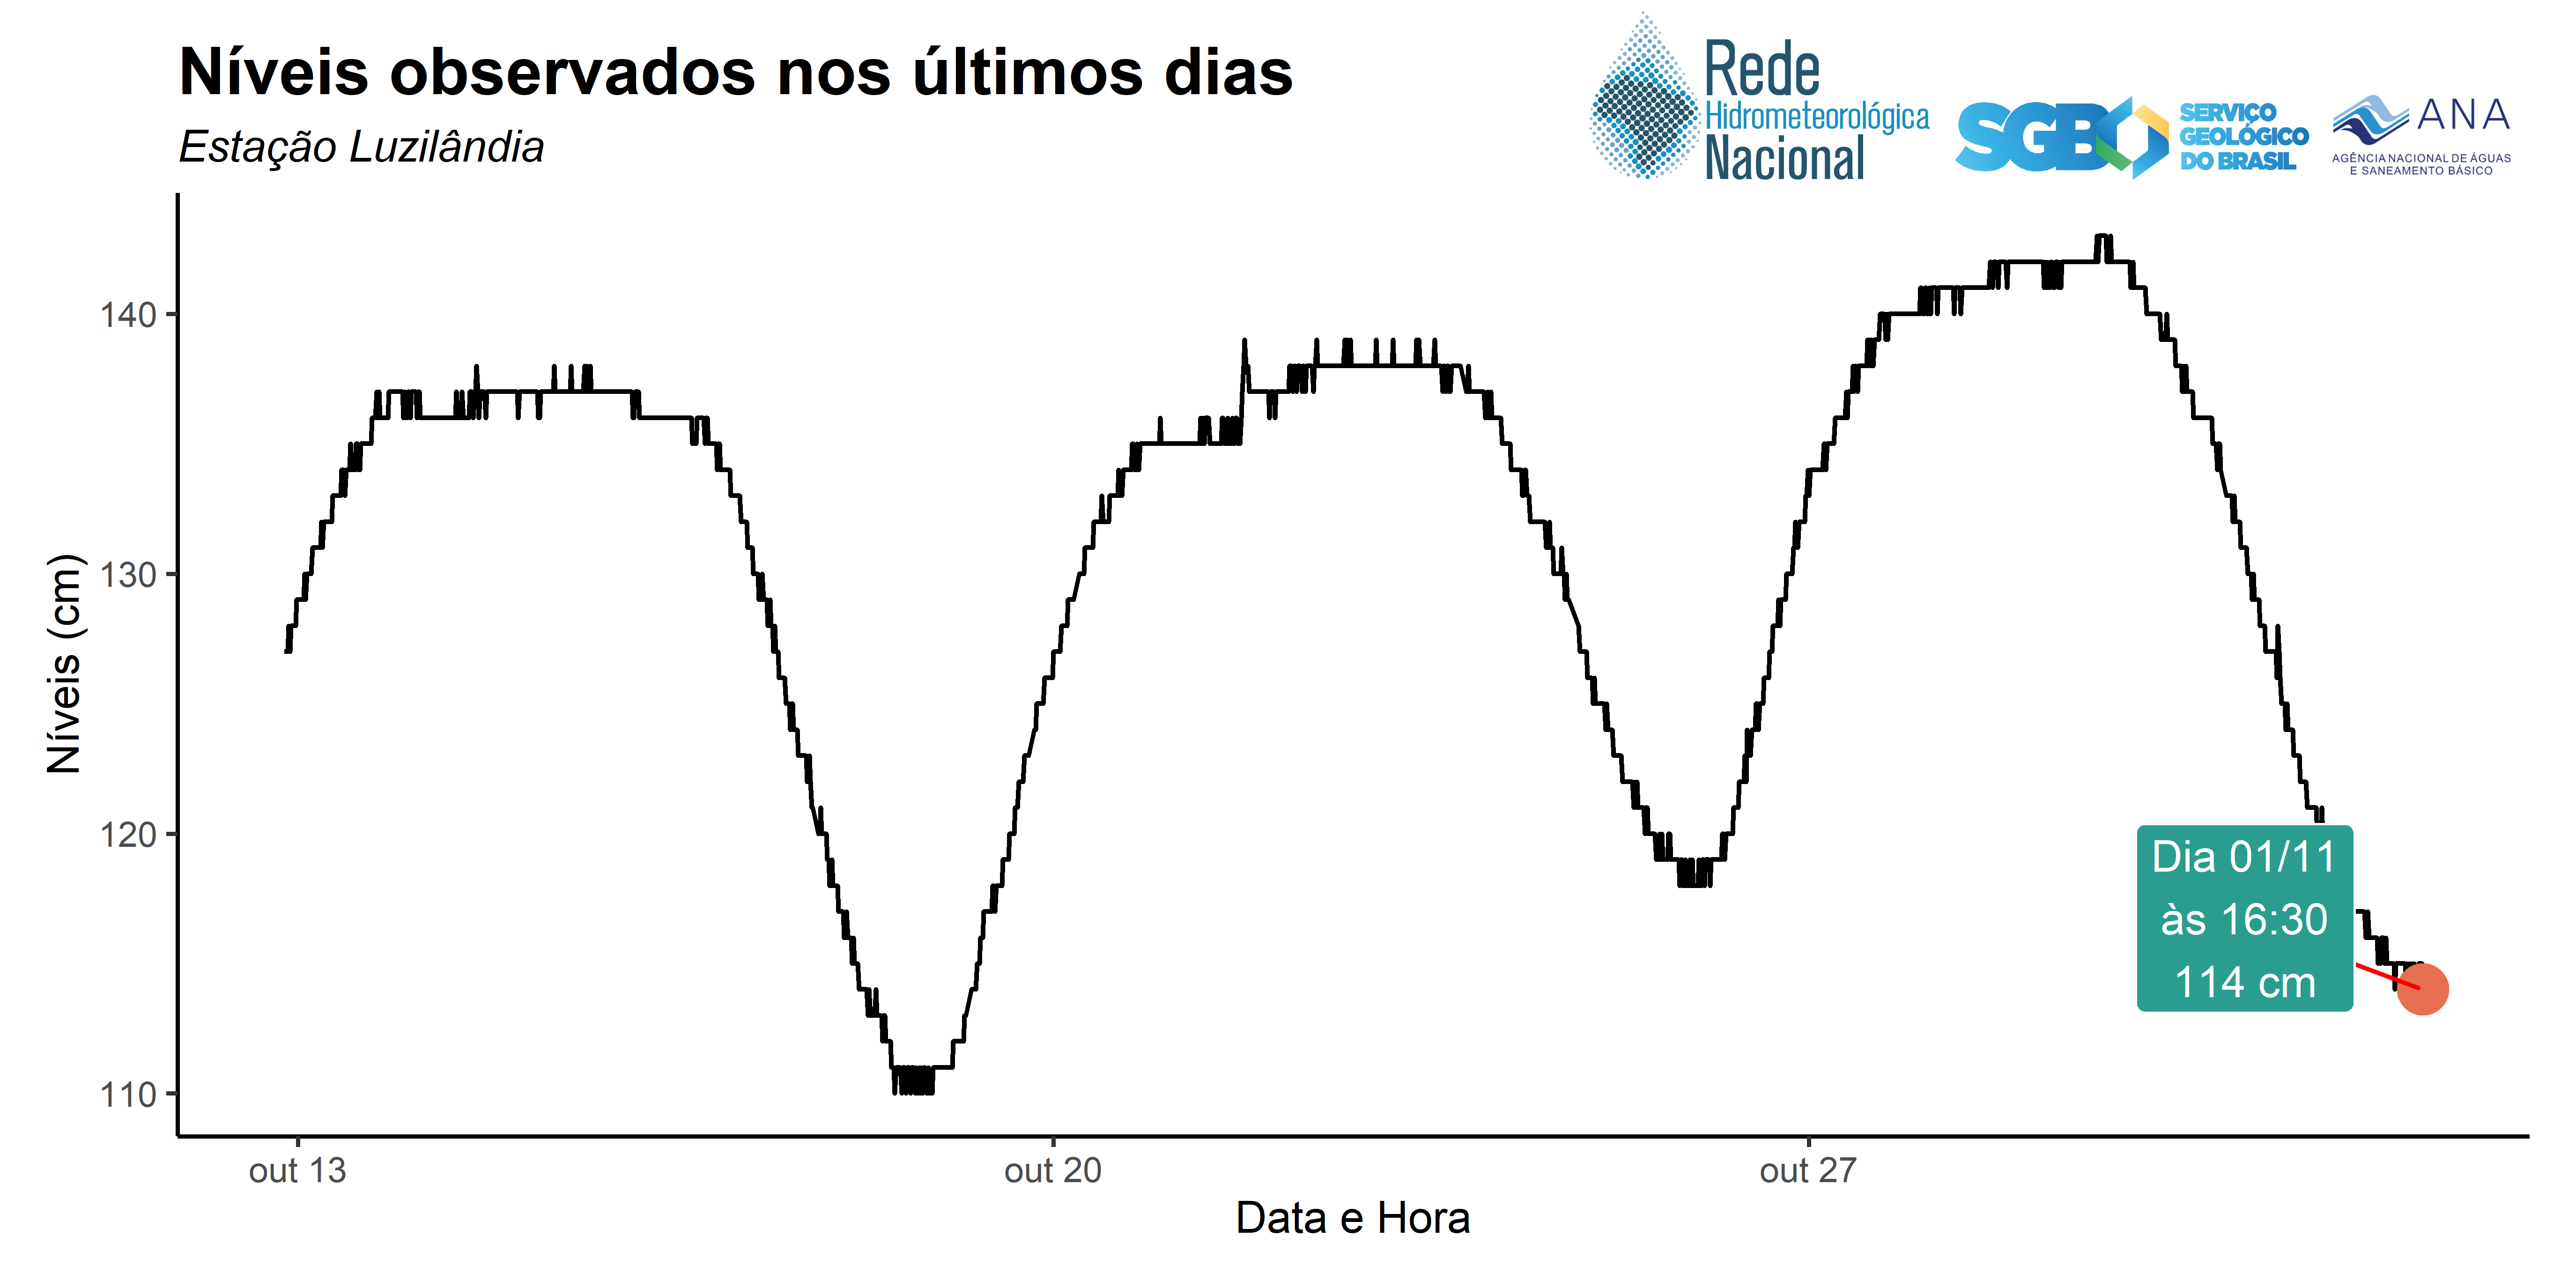 Níveis observados nos últimos dias
Estação Luzilândia
Rede
Hidrometeorológica
Nacional
SGB
SERVIÇO
GEOLÓGICO
DO BRASIL
ANA
AGÊNCIA NACIONAL DE ÁGUAS
E SANEAMENTO BÁSICO
Níveis (cm)
140
130
120
110
Dia 01/11
às 16:30
114 cm
out 13
out 20
out 27
Data e Hora